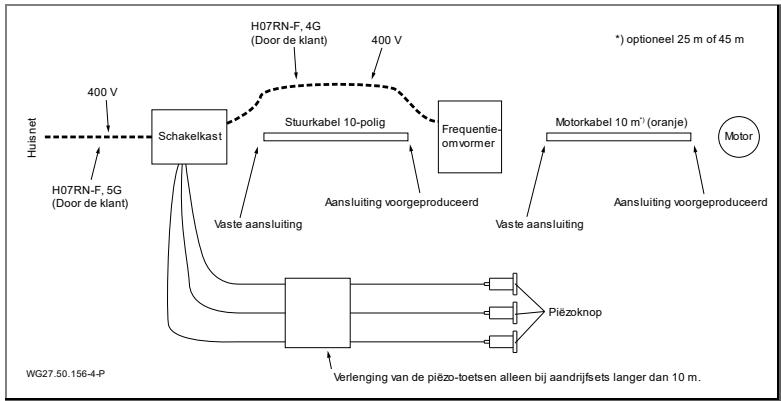 H07RN-F, 4G
(Door de klant)
400 V
*) optioneel 25 m of 45 m
400 V
Huisnet
Schakelkast
Stuurkabel 10-polig
Frequentie-
omvormer
Motorkabel 10 m*) (oranje)
Motor
H07RN-F, 5G
(Door de klant)
Vaste aansluiting
Aansluiting voorgeproduceerd
Vaste aansluiting
Aansluiting voorgeproduceerd
Piëzoknop
WG27.50.156-4-P
Verlenging van de piëzo-toetsen alleen bij aandrijfsets langer dan 10 m.